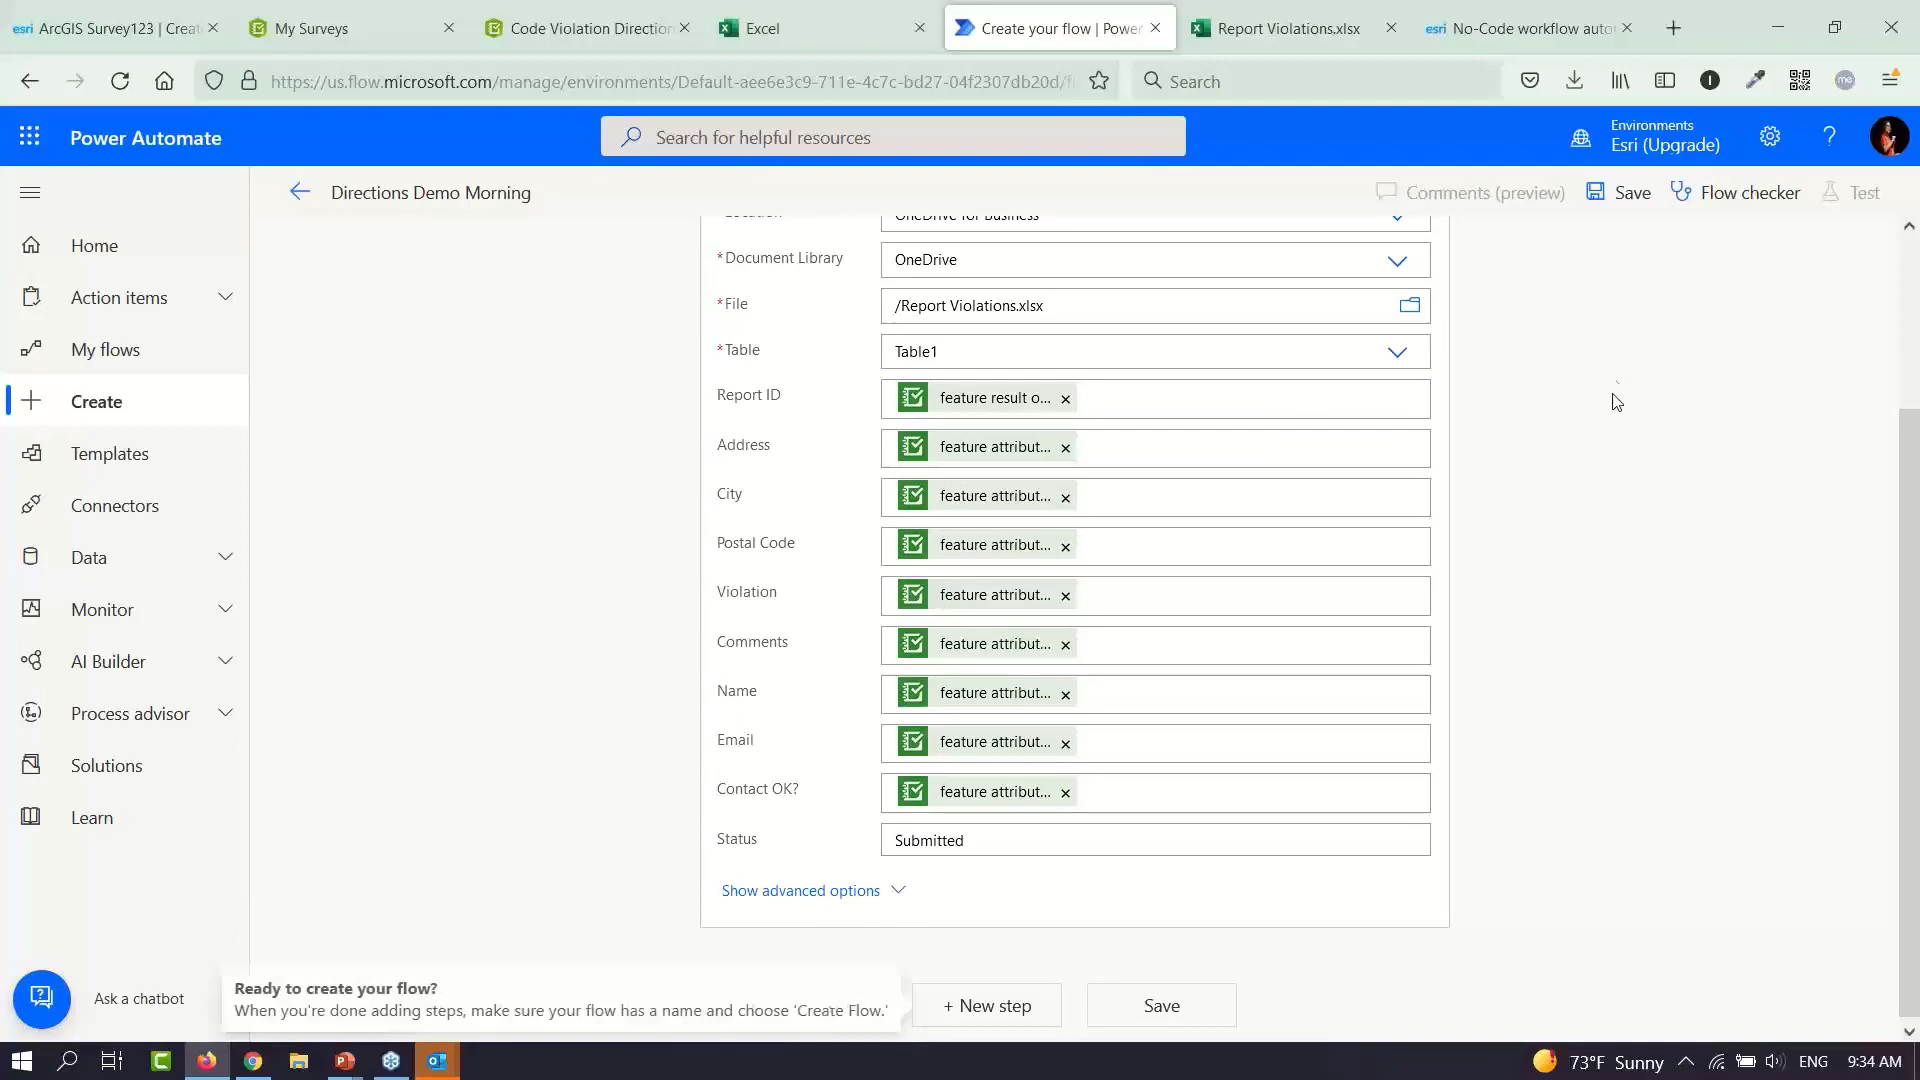 esri ArcGIS Survey123 | Creat
My Surveys
Code Violation Direction
Excel
Create your flow | Power
Report Violations.xlsx
esri No-Code workflow auto
https://us.flow.microsoft.com/manage/environments/Default-aee6e3c9-711e-4c7c-bd27-04f2307db20d/fl
Search
Power Automate
Search for helpful resources
Environments
Esri (Upgrade)
Directions Demo Morning
Comments (preview)
Save
Flow checker
Test
Home
Action items
My flows
Create
Templates
Connectors
Data
Monitor
AI Builder
Process advisor
Solutions
Learn
Ask a chatbot
OneDrive for Business
*Document Library
OneDrive
*File
/Report Violations.xlsx
*Table
Table1
Report ID
feature result o...
Address
feature attribut...
City
feature attribut...
Postal Code
feature attribut...
Violation
feature attribut...
Comments
feature attribut...
Name
feature attribut...
Email
feature attribut...
Contact OK?
feature attribut...
Status
Submitted
Show advanced options
Ready to create your flow?
When you're done adding steps, make sure your flow has a name and choose 'Create Flow.'
+ New step
Save
73°F Sunny
ENG
9:34 AM